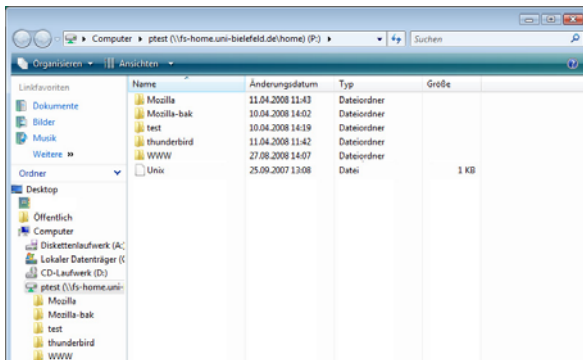 Computer ▸ ptest (\\fs-home.uni-bielefeld.de\home) (P:) ▸ Suchen
Organisieren Ansichten
Linkfavoriten
Dokumente
Bilder
Musik
Weitere »
Ordner
Desktop
Öffentlich
Computer
Diskettenlaufwerk (A:
Lokaler Datenträger (C
CD-Laufwerk (D:)
ptest (\\fs-home.uni-
Mozilla
Mozilla-bak
test
thunderbird
WWW
Name Änderungsdatum Typ Größe
Mozilla 11.04.2008 11:43 Dateiordner
Mozilla-bak 10.04.2008 14:02 Dateiordner
test 10.04.2008 14:19 Dateiordner
thunderbird 11.04.2008 11:42 Dateiordner
WWW 27.08.2008 14:07 Dateiordner
Unix 25.09.2007 13:08 Datei 1 KB